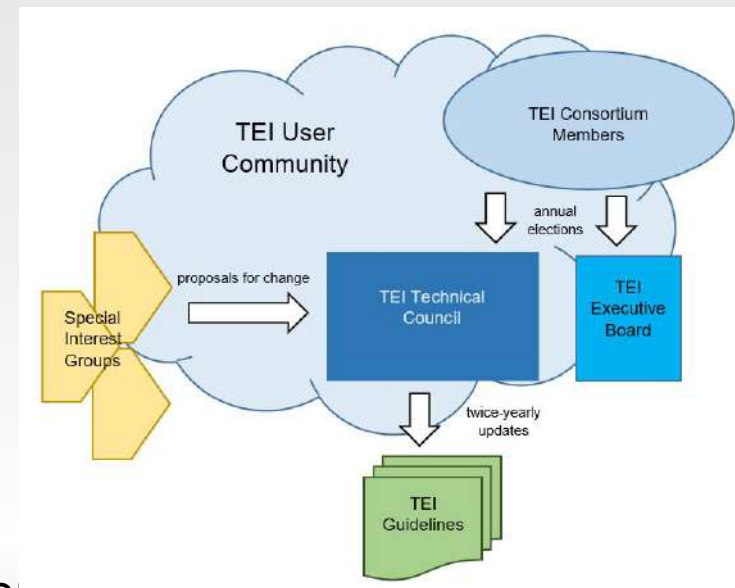 TEI User
Community
TEI Consortium
Members
annual
elections
proposals for change
Special
Interest
Groups
TEI Technical
Council
TEI
Executive
Board
twice-yearly
updates
TEI
Guidelines